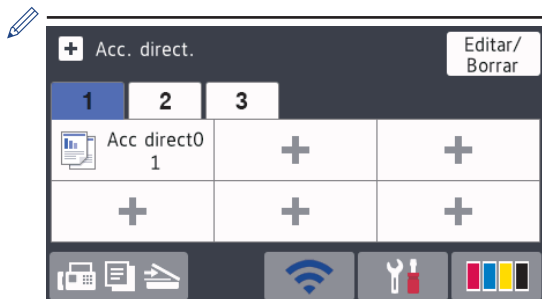 Acc. direct.
Editar/
Borrar
1
2
3
Acc direct0
1